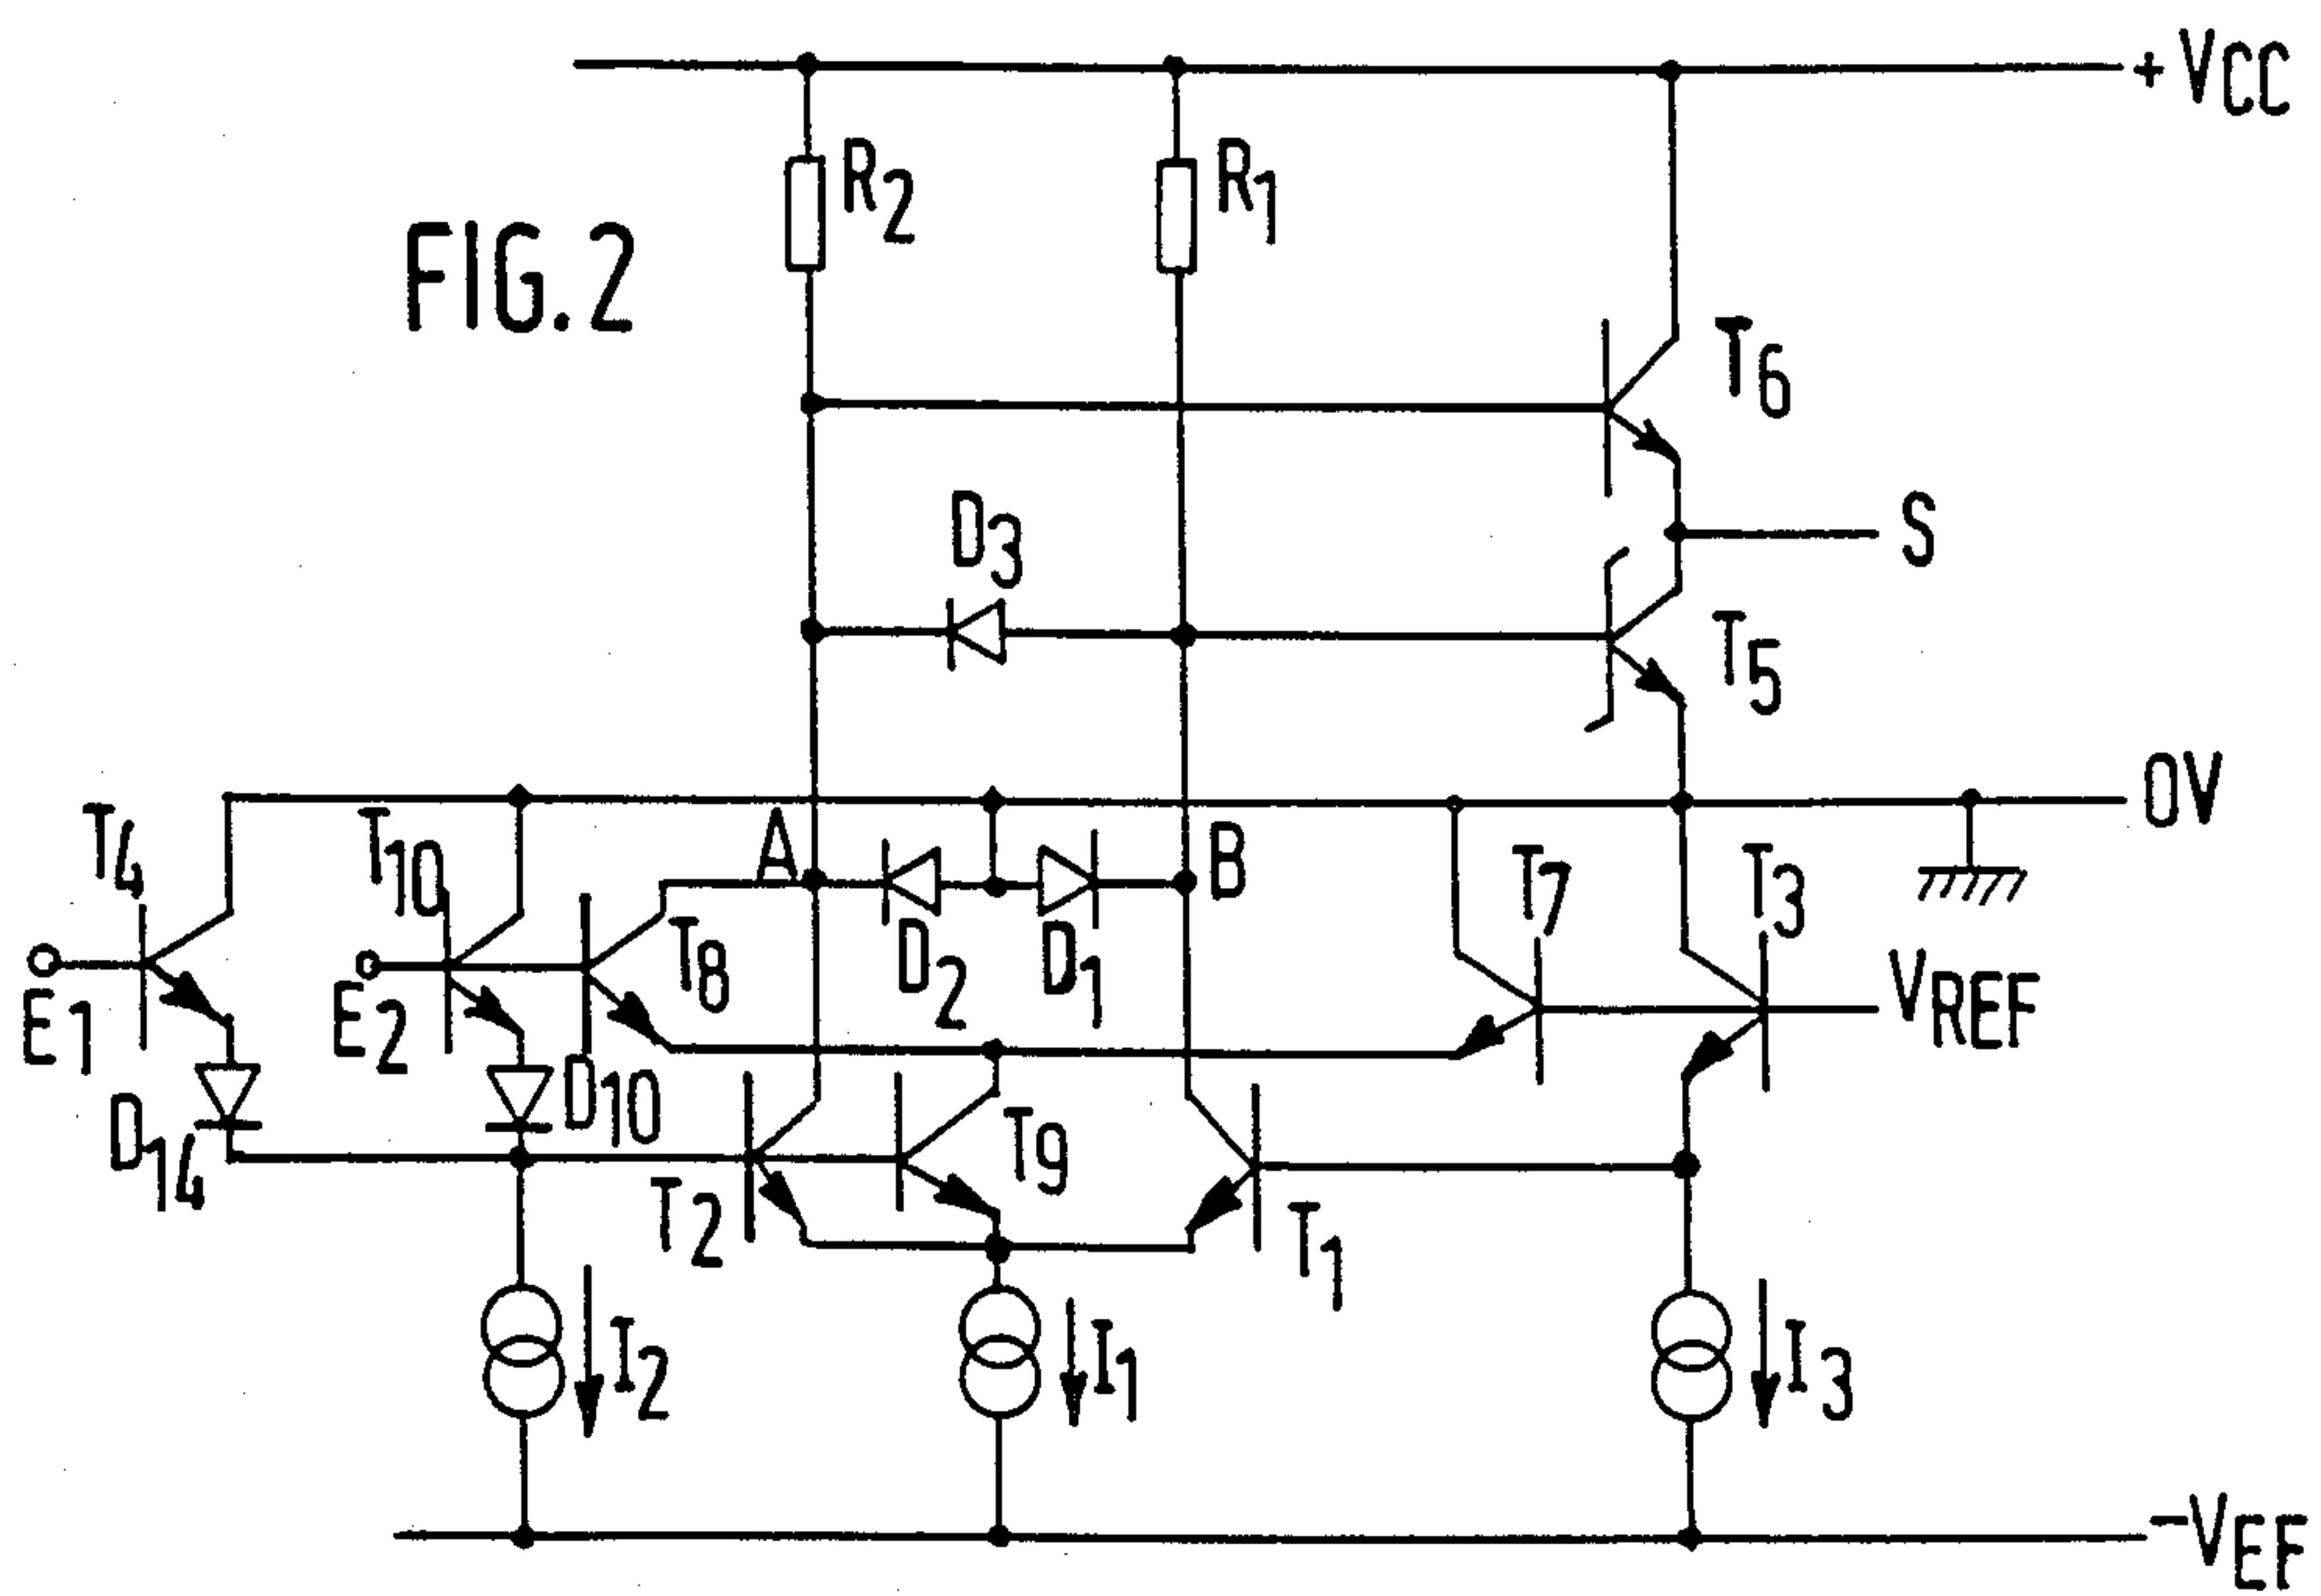 +VCC
R2
R1
FIG.2
T6
D3
S
T5
0V
T4
T10
A
B
T7
T3
T8
D2
D1
VREF
E1
E2
D10
D14
T9
T2
T1
I2
I1
I3
-VEF